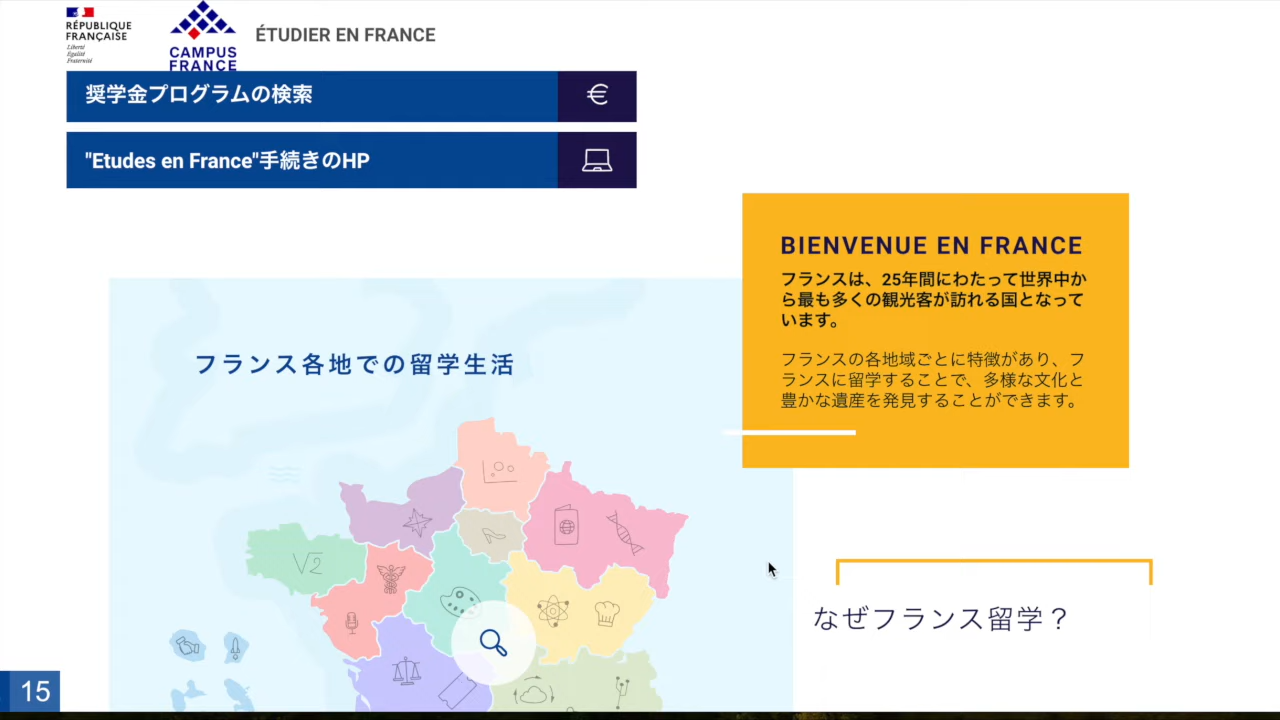 RÉPUBLIQUE
FRANÇAISE
Liberté
Égalité
Fraternité
CAMPUS
FRANCE
ÉTUDIER EN FRANCE
奨学金プログラムの検索
€
"Etudes en France"手続きのHP
BIENVENUE EN FRANCE
フランスは、25年間にわたって世界中か
ら最も多くの観光客が訪れる国となって
います。
フランスの各地域ごとに特徴があり、フ
ランスに留学することで、多様な文化と
豊かな遺産を発見することができます。
フランス各地での留学生活
√2
なぜフランス留学？
15